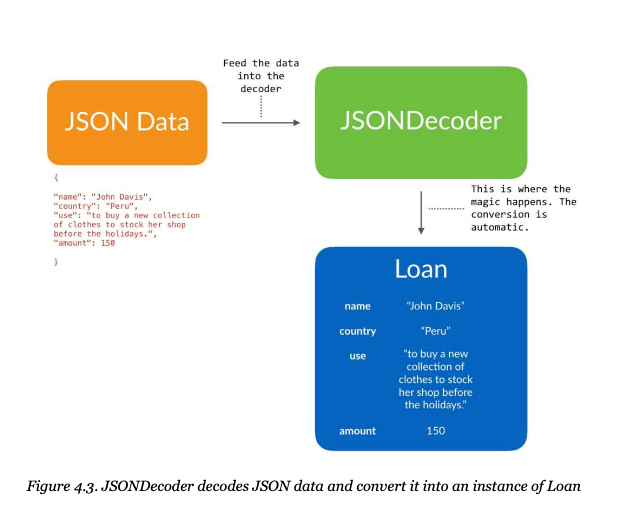 Feed the data
into the
decoder
JSON Data
JSONDecoder
{
"name": "John Davis",
"country": "Peru",
"use": "to buy a new collection
of clothes to stock her shop
before the holidays.",
"amount": 150
}
This is where the
magic happens. The
conversion is
automatic.
Loan
name “John Davis”
country “Peru”
use “to buy a new
collection of
clothes to stock
her shop before
the holidays.”
amount 150
Figure 4.3. JSONDecoder decodes JSON data and convert it into an instance of Loan